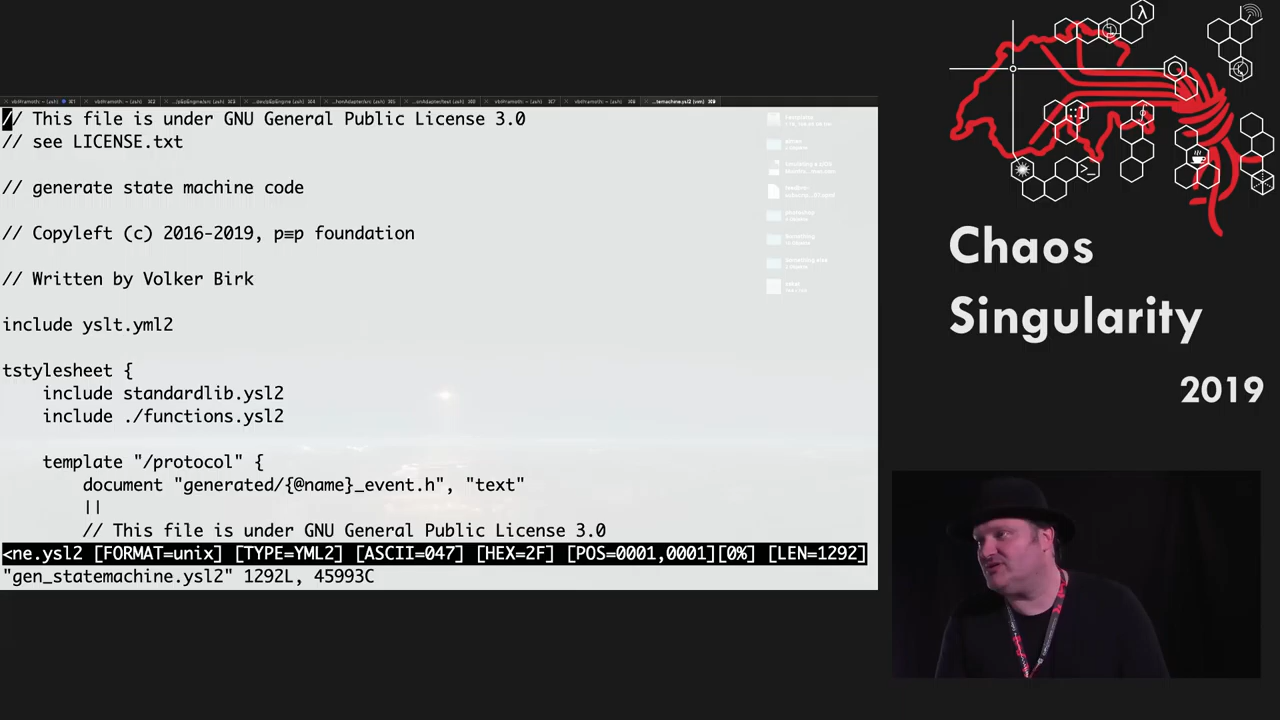 // This file is under GNU General Public License 3.0
// see LICENSE.txt
// generate state machine code
// Copyleft (c) 2016-2019, p≡p foundation
// Written by Volker Birk
include yslt.yml2
tstylesheet {
    include standardlib.ysl2
    include ./functions.ysl2
    template "/protocol" {
        document "generated/{@name}_event.h", "text"
        ||
        // This file is under GNU General Public License 3.0
<ne.ysl2 [FORMAT=unix] [TYPE=YML2] [ASCII=047] [HEX=2F] [POS=0001,0001][0%] [LEN=1292]
"gen_statemachine.ysl2" 1292L, 45993C
Chaos
Singularity
2019